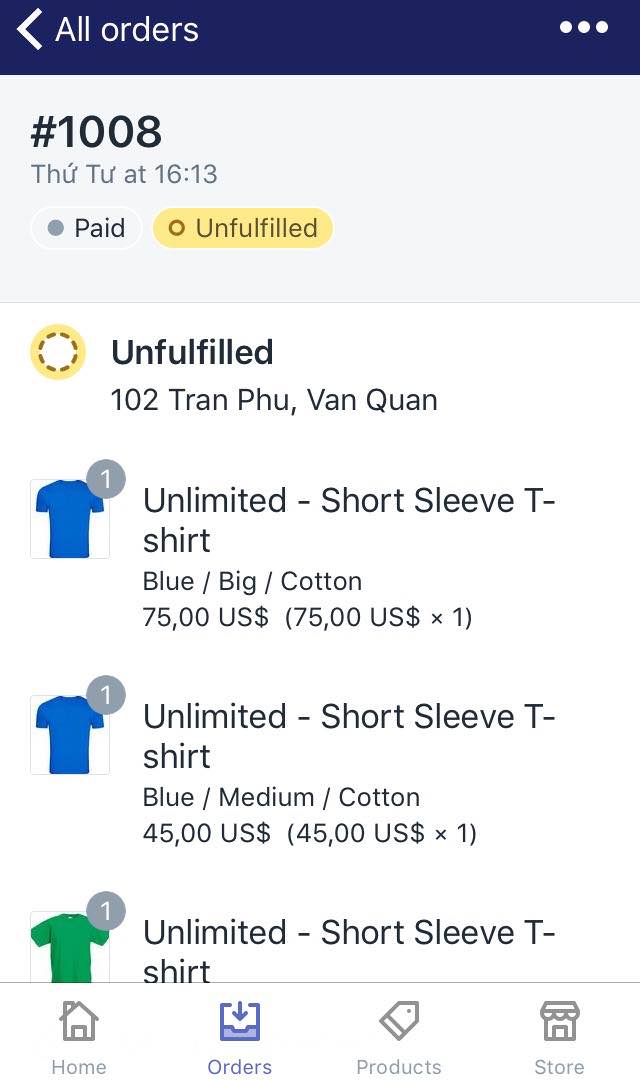 All orders
#1008
Thứ Tư at 16:13
Paid
Unfulfilled
Unfulfilled
102 Tran Phu, Van Quan
1
Unlimited - Short Sleeve T-
shirt
Blue / Big / Cotton
75,00 US$ (75,00 US$ × 1)
1
Unlimited - Short Sleeve T-
shirt
Blue / Medium / Cotton
45,00 US$ (45,00 US$ × 1)
1
Unlimited - Short Sleeve T-
shirt
Home Orders Products Store